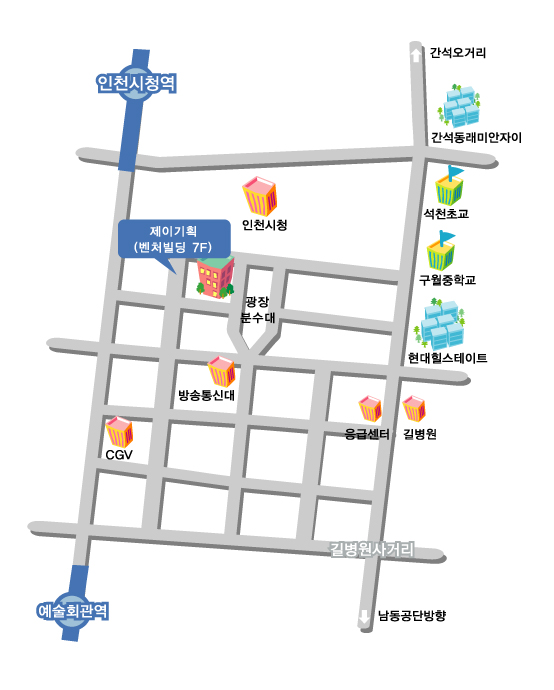 간석오거리
인천시청역
간석동래미안자이
석천초교
인천시청
제이기획
(벤처빌딩 7F)
구월중학교
광장
분수대
현대힐스테이트
방송통신대
응급센터
길병원
CGV
길병원사거리
예술회관역
남동공단방향